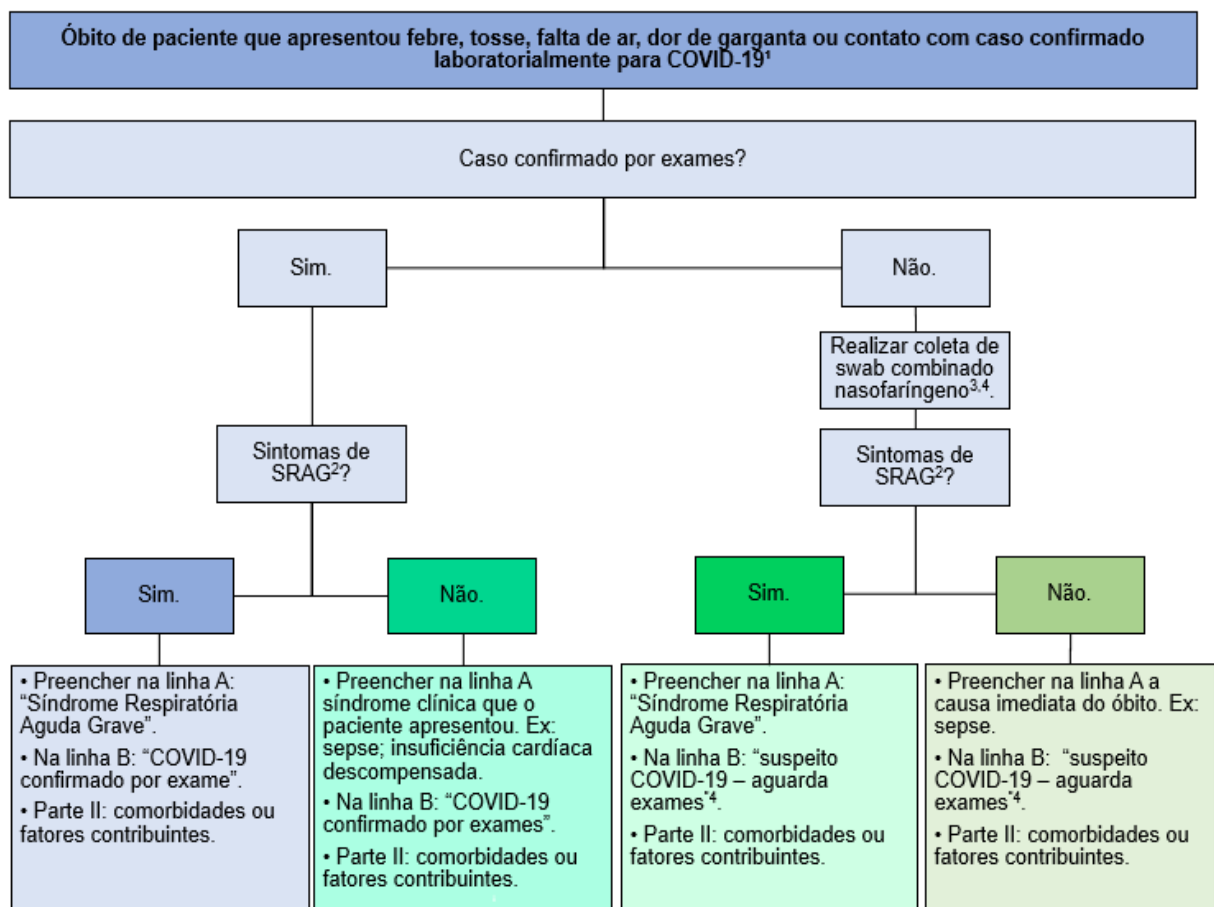 Óbito de paciente que apresentou febre, tosse, falta de ar, dor de garganta ou contato com caso confirmado
laboratorialmente para COVID-19¹
Caso confirmado por exames?
Sim.
Não.
Realizar coleta de
swab combinado
nasofaríngeno³,⁴.
Sintomas de
SRAG²?
Sintomas de
SRAG²?
Sim.
Não.
Sim.
Não.
• Preencher na linha A:
“Síndrome Respiratória
Aguda Grave”.
• Na linha B: “COVID-19
confirmado por exame”.
• Parte II: comorbidades ou
fatores contribuintes.
• Preencher na linha A
síndrome clínica que o
paciente apresentou. Ex:
sepse; insuficiência cardíaca
descompensada.
• Na linha B: “COVID-19
confirmado por exames”.
• Parte II: comorbidades ou
fatores contribuintes.
• Preencher na linha A:
“Síndrome Respiratória
Aguda Grave”.
• Na linha B: “suspeito
COVID-19 – aguarda
exames”⁴.
• Parte II: comorbidades ou
fatores contribuintes.
• Preencher na linha A a
causa imediata do óbito. Ex:
sepse.
• Na linha B: “suspeito
COVID-19 – aguarda
exames”⁴.
• Parte II: comorbidades ou
fatores contribuintes.